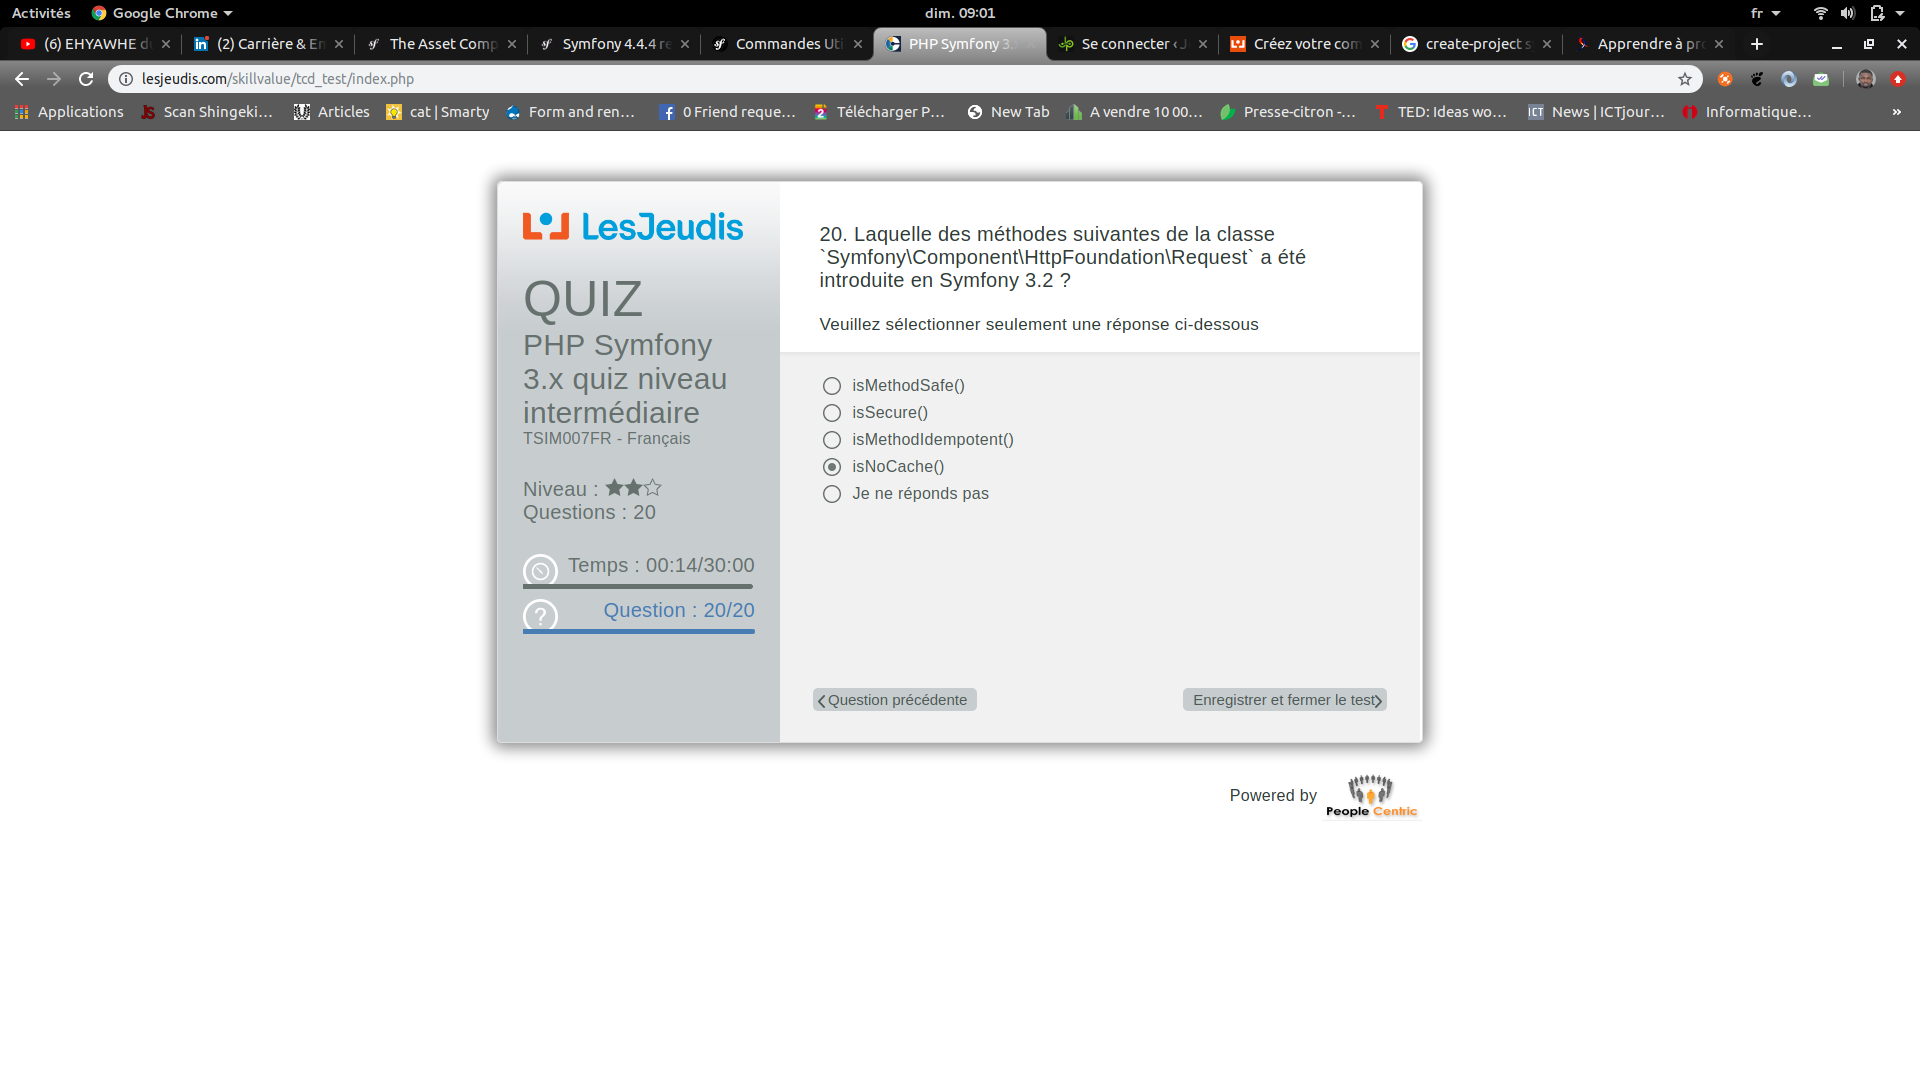 Activités
Google Chrome
dim. 09:01
fr
(6) EHYAWHE d
(2) Carrière & En
The Asset Comp
Symfony 4.4.4 re
Commandes Uti
PHP Symfony 3.
Se connecter ‹ J
Créez votre com
create-project s
Apprendre à pro
lesjeudis.com/skillvalue/tcd_test/index.php
Applications
Scan Shingeki...
Articles
cat | Smarty
Form and ren...
0 Friend reque...
Télécharger P...
New Tab
A vendre 10 00...
Presse-citron -...
TED: Ideas wo...
ICT News | ICTjour...
Informatique...
»
LesJeudis
QUIZ
PHP Symfony
3.x quiz niveau
intermédiaire
TSIM007FR - Français
Niveau :
Questions : 20
Temps : 00:14/30:00
Question : 20/20
20. Laquelle des méthodes suivantes de la classe
`Symfony\Component\HttpFoundation\Request` a été
introduite en Symfony 3.2 ?
Veuillez sélectionner seulement une réponse ci-dessous
isMethodSafe()
isSecure()
isMethodIdempotent()
isNoCache()
Je ne réponds pas
Question précédente
Enregistrer et fermer le test
Powered by
People Centric